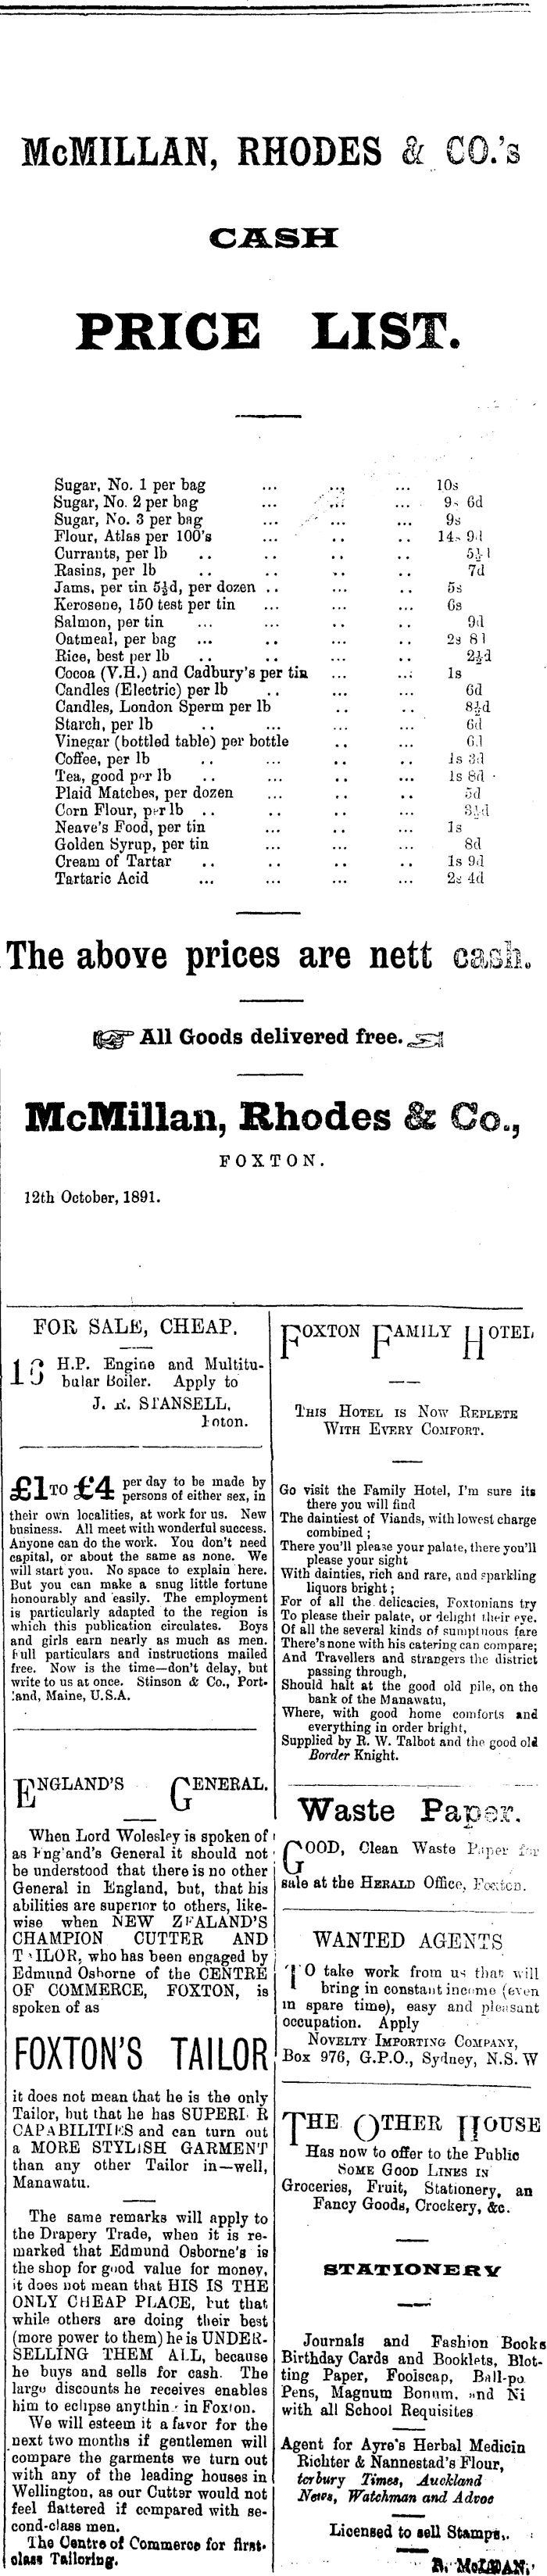 McMILLAN, RHODES & CO.'s
CASH
PRICE LIST.
Sugar, No. 1 per bag ... ... ... 10s
Sugar, No. 2 per bag ... ... ... 9s 6d
Sugar, No. 3 per bag ... ... ... 9s
Flour, Atlas per 100's ... .. .. 14s 9d
Currants, per lb .. .. .. .. 5½d
Rasins, per lb .. .. .. .. 7d
Jams, per tin 5½d, per dozen .. ... .. 5s
Kerosene, 150 test per tin ... ... ... 6s
Salmon, per tin ... ... .. .. 9d
Oatmeal, per bag ... .. ... .. 2s 8d
Rice, best per lb .. .. ... .. 2½d
Cocoa (V.H.) and Cadbury's per tin ... ... 1s
Candles (Electric) per lb .. ... ... 6d
Candles, London Sperm per lb .. .. 8½d
Starch, per lb .. ... ... .. 6d
Vinegar (bottled table) per bottle .. ... 6d
Coffee, per lb .. ... .. .. 1s 3d
Tea, good per lb .. ... .. ... 1s 8d
Plaid Matches, per dozen ... .. .. 5d
Corn Flour, per lb .. .. .. .. 3½d
Neave's Food, per tin ... .. ... 1s
Golden Syrup, per tin ... ... ... 8d
Cream of Tartar .. .. .. .. 1s 9d
Tartaric Acid ... ... ... ... 2s 4d
The above prices are nett cash.
All Goods delivered free.
McMillan, Rhodes & Co.,
FOXTON.
12th October, 1891.
FOR SALE, CHEAP.
16 H.P. Engine and Multitu-
bular Boiler. Apply to
J. R. STANSELL,
£1 TO £4 per day to be made by
persons of either sex, in
their own localities, at work for us. New
business. All meet with wonderful success.
Anyone can do the work. You don't need
capital, or about the same as none. We
will start you. No space to explain here.
But you can make a snug little fortune
honourably and easily. The employment
is particularly adapted to the region is
which this publication circulates. Boys
and girls earn nearly as much as men.
Full particulars and instructions mailed
free. Now is the time—don't delay, but
write to us at once. Stinson & Co., Port-
land, Maine, U.S.A.
ENGLAND'S GENERAL.
When Lord Wolesley is spoken of
as England's General it should not
be understood that there is no other
General in England, but, that his
abilities are superior to others, like-
wise when NEW ZEALAND'S
CHAMPION CUTTER AND
TAILOR, who has been engaged by
Edmund Osborne of the CENTRE
OF COMMERCE, FOXTON, is
spoken of as
FOXTON'S TAILOR
it does not mean that he is the only
Tailor, but that he has SUPERIOR
CAPABILITIES and can turn out
a MORE STYLISH GARMENT
than any other Tailor in—well,
Manawatu.
The same remarks will apply to
the Drapery Trade, when it is re-
marked that Edmund Osborne's is
the shop for good value for money,
it does not mean that HIS IS THE
ONLY CHEAP PLACE, but that
while others are doing their best
(more power to them) he is UNDER-
SELLING THEM ALL, because
he buys and sells for cash. The
large discounts he receives enables
him to eclipse anything in Foxton.
We will esteem it a favor for the
next two months if gentlemen will
compare the garments we turn out
with any of the leading houses in
Wellington, as our Cutter would not
feel flattered if compared with se-
cond-class men.
The Centre of Commerce for first-
class Tailoring.
FOXTON FAMILY HOTEL
THIS HOTEL IS NOW REPLETE
WITH EVERY COMFORT.
Go visit the Family Hotel, I'm sure its
there you will find
The daintiest of Viands, with lowest charge
combined ;
There you'll please your palate, there you'll
please your sight
With dainties, rich and rare, and sparkling
liquors bright ;
For of all the delicacies, Foxtonians try
To please their palate, or delight their eye.
Of all the several kinds of sumptuous fare
There's none with his catering can compare;
And Travellers and strangers the district
passing through,
Should halt at the good old pile, on the
bank of the Manawatu,
Where, with good home comforts and
everything in order bright,
Supplied by R. W. Talbot and the good old
Border Knight.
Waste Paper.
GOOD, Clean Waste Paper for
sale at the HERALD Office, Foxton.
WANTED AGENTS
TO take work from us that will
bring in constant income (even
in spare time), easy and pleasant
occupation. Apply
NOVELTY IMPORTING COMPANY,
Box 976, G.P.O., Sydney, N.S.W
THE OTHER HOUSE
Has now to offer to the Public
SOME GOOD LINES IN
Groceries, Fruit, Stationery, an
Fancy Goods, Crockery, &c.
STATIONERY
Journals and Fashion Books
Birthday Cards and Booklets, Blot-
ting Paper, Foolscap, Ball-po
Pens, Magnum Bonum, and Ni
with all School Requisites
Agent for Ayre's Herbal Medicin
Richter & Nannestad's Flour,
terbury Times, Auckland
News, Watchman and Advoc
Licensed to sell Stamps.